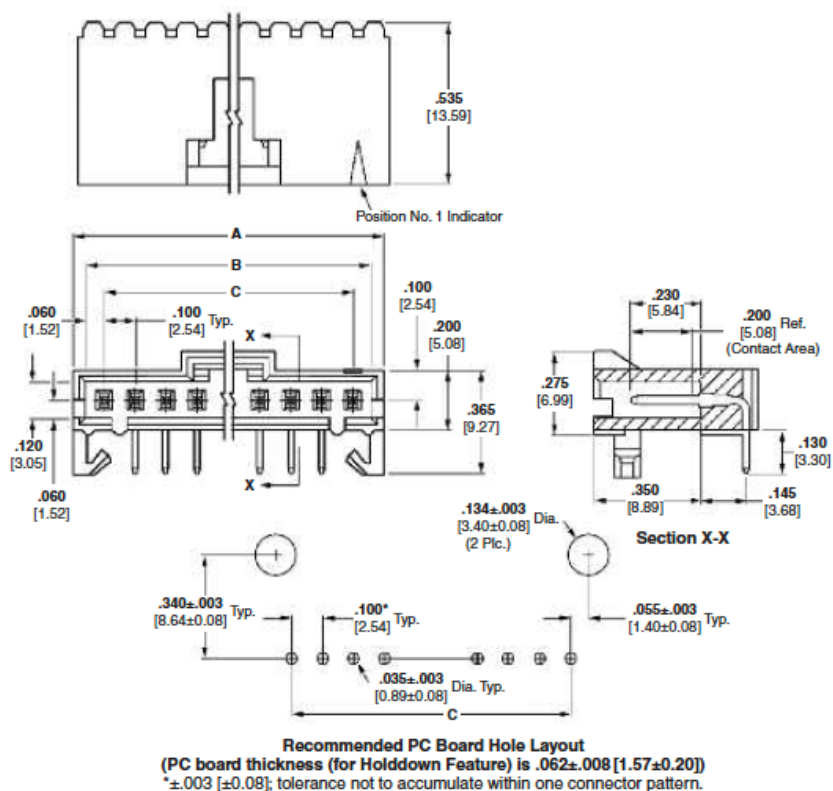 .535
[13.59]
Position No. 1 Indicator
A
B
C
.060
[1.52]
.100
[2.54] Typ.
X
.100
[2.54]
.200
[5.08]
.365
[9.27]
.120
[3.05]
.060
[1.52]
X
.230
[5.84]
.200
[5.08] Ref.
(Contact Area)
.275
[6.99]
.130
[3.30]
.350
[8.89]
.145
[3.68]
Section X-X
.134±.003
[3.40±0.08] Dia.
(2 Plc.)
.340±.003
[8.64±0.08] Typ.
.100*
[2.54] Typ.
.055±.003
[1.40±0.08] Typ.
.035±.003
[0.89±0.08] Dia. Typ.
C
Recommended PC Board Hole Layout
(PC board thickness (for Holddown Feature) is .062±.008 [1.57±0.20])
*±.003 [±0.08]; tolerance not to accumulate within one connector pattern.